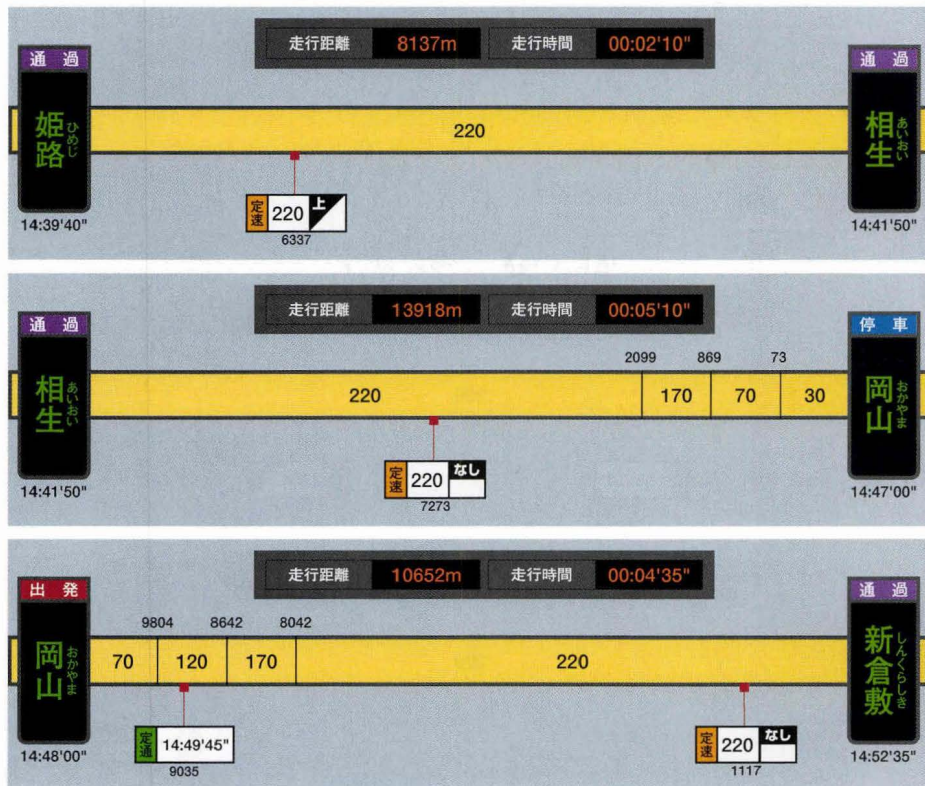 走行距離 8137m 走行時間 00:02'10"
通過 通過
姫路 ひめじ 220 相生 あいおい
定速 220 上
14:39'40" 6337 14:41'50"
走行距離 13918m 走行時間 00:05'10"
通過 停車
2099 869 73
相生 あいおい 220 170 70 30 岡山 おかやま
定速 220 なし
14:41'50" 7273 14:47'00"
走行距離 10652m 走行時間 00:04'35"
出発 通過
9804 8642 8042
岡山 おかやま 70 120 170 220 新倉敷 しんくらしき
定通 14:49'45" 定速 220 なし
14:48'00" 9035 1117 14:52'35"